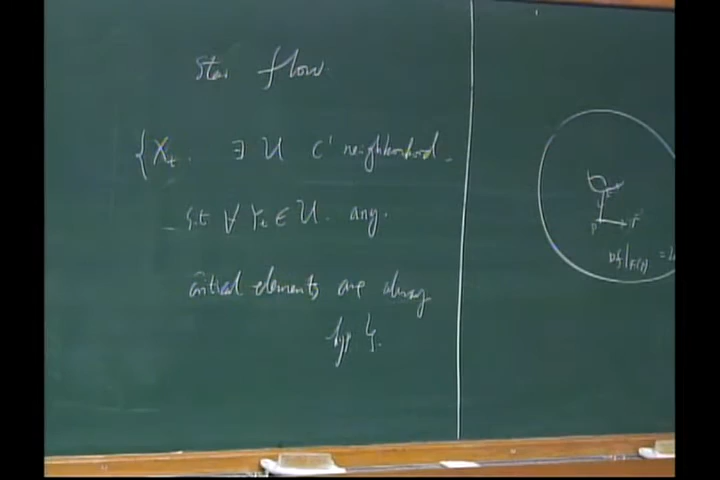 Star flow.
{X_t. ∃ U C¹ neighborhood.
s.t ∀ Y_t ∈ U. any.
critical elements are always
hyp }.
P